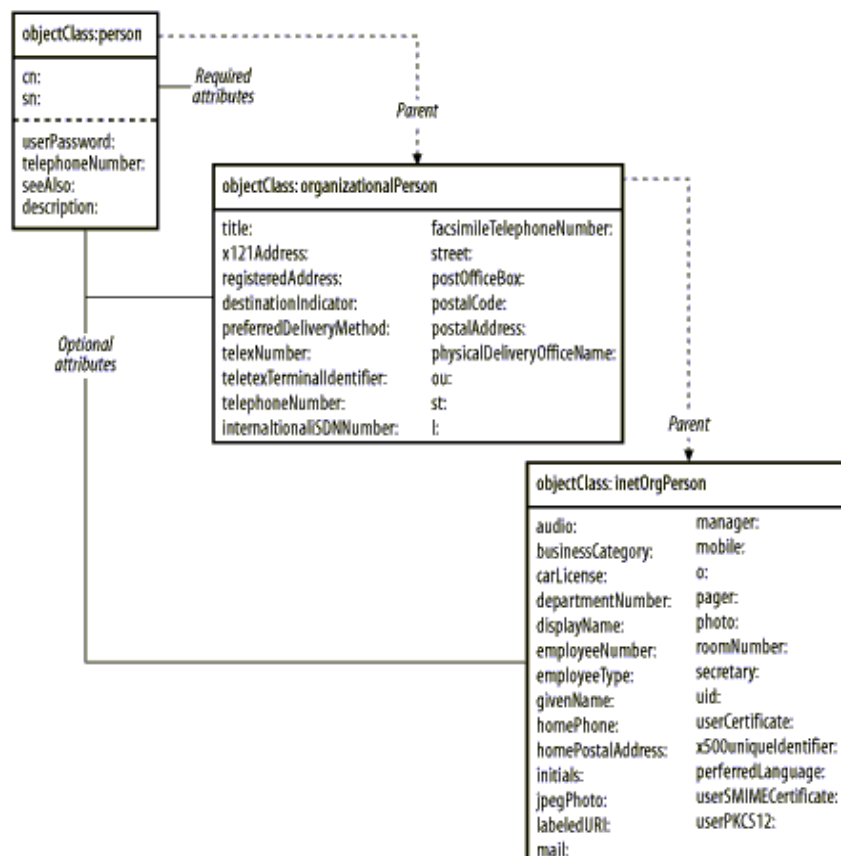 objectClass:person
cn:
sn:
userPassword:
telephoneNumber:
seeAlso:
description:
Required
attributes
Parent
objectClass: organizationalPerson
title:
x121Address:
registeredAddress:
destinationIndicator:
preferredDeliveryMethod:
telexNumber:
teletexTerminalIdentifier:
telephoneNumber:
internaltionaliSDNNumber:
facsimileTelephoneNumber:
street:
postOfficeBox:
postalCode:
postalAddress:
physicalDeliveryOfficeName:
ou:
st:
l:
Optional
attributes
Parent
objectClass: inetOrgPerson
audio:
businessCategory:
carLicense:
departmentNumber:
displayName:
employeeNumber:
employeeType:
givenName:
homePhone:
homePostalAddress:
initials:
jpegPhoto:
labeledURI:
mail:
manager:
mobile:
o:
pager:
photo:
roomNumber:
secretary:
uid:
userCertificate:
x500uniqueIdentifier:
perferredLanguage:
userSMIMECertificate:
userPKCS12: